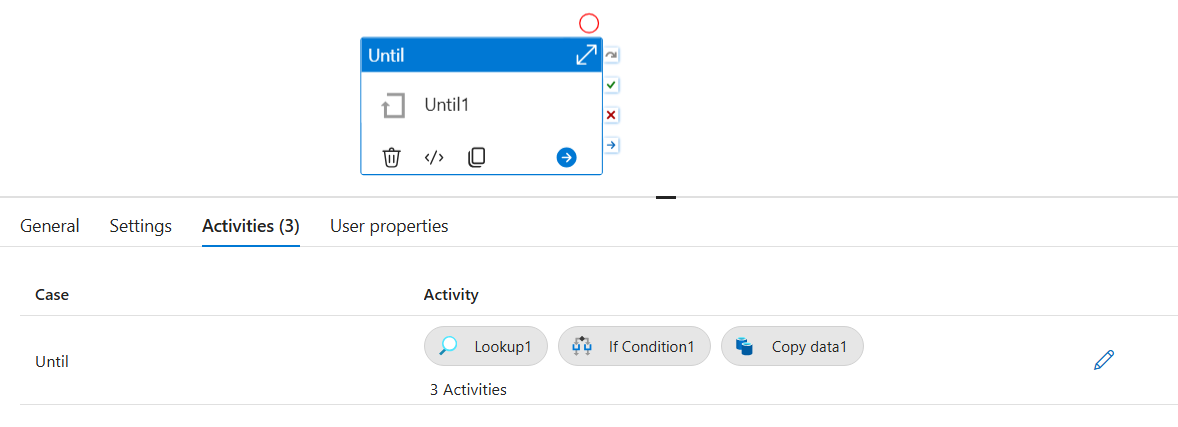 Until
Until1
General Settings Activities (3) User properties
Case Activity
Until Lookup1 If Condition1 Copy data1
3 Activities